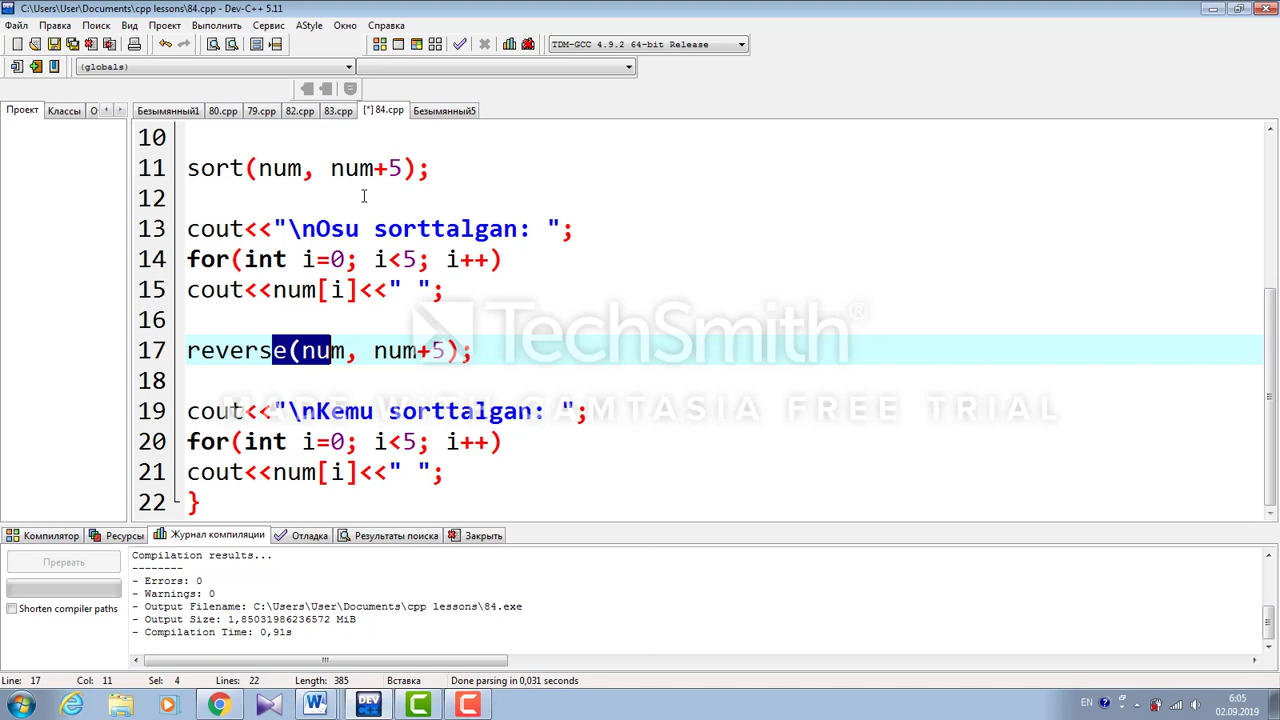 C:\Users\User\Documents\cpp lessons\84.cpp - Dev-C++ 5.11
Файл Правка Поиск Вид Проект Выполнить Сервис AStyle Окно Справка
TDM-GCC 4.9.2 64-bit Release
(globals)
Проект Классы О Безымянный1 80.cpp 79.cpp 82.cpp 83.cpp [*] 84.cpp Безымянный5
10
11 sort(num, num+5);
12
13 cout<<"\nOsu sorttalgan: ";
14 for(int i=0; i<5; i++)
15 cout<<num[i]<<" ";
16
17 reverse(num, num+5);
18
19 cout<<"\nKemu sorttalgan: ";
20 for(int i=0; i<5; i++)
21 cout<<num[i]<<" ";
22 }
TechSmith®
MADE WITH CAMTASIA FREE TRIAL
Компилятор Ресурсы Журнал компиляции Отладка Результаты поиска Закрыть
Прервать
Shorten compiler paths
Compilation results...
--------
- Errors: 0
- Warnings: 0
- Output Filename: C:\Users\User\Documents\cpp lessons\84.exe
- Output Size: 1,85031986236572 MiB
- Compilation Time: 0,91s
Line: 17 Col: 11 Sel: 4 Lines: 22 Length: 385 Вставка Done parsing in 0,031 seconds
EN 6:05
02.09.2019